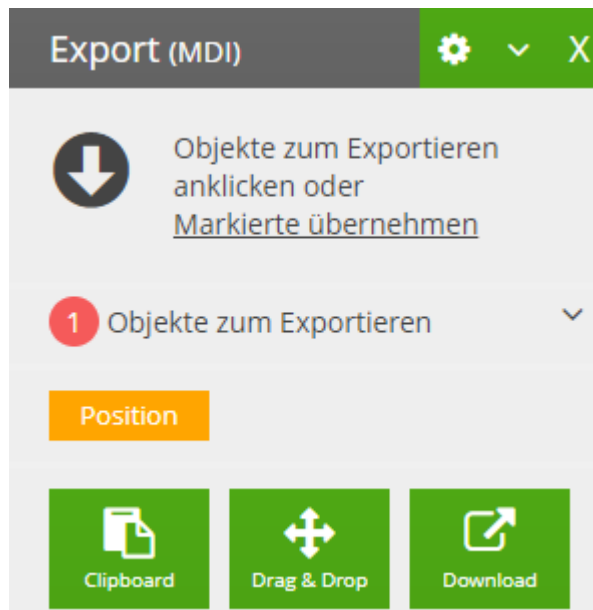 Export (MDI) X
Objekte zum Exportieren
anklicken oder
Markierte übernehmen
1 Objekte zum Exportieren
Position
Clipboard Drag & Drop Download